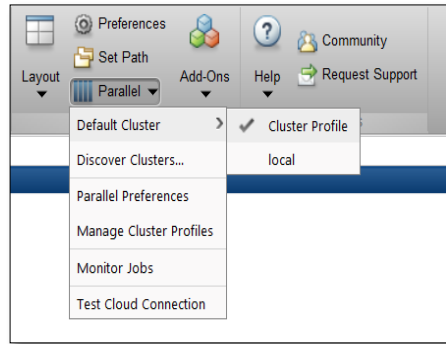 Preferences
Set Path
Layout
Parallel
Add-Ons
Help
Community
Request Support
Default Cluster
Cluster Profile
local
Discover Clusters...
Parallel Preferences
Manage Cluster Profiles
Monitor Jobs
Test Cloud Connection